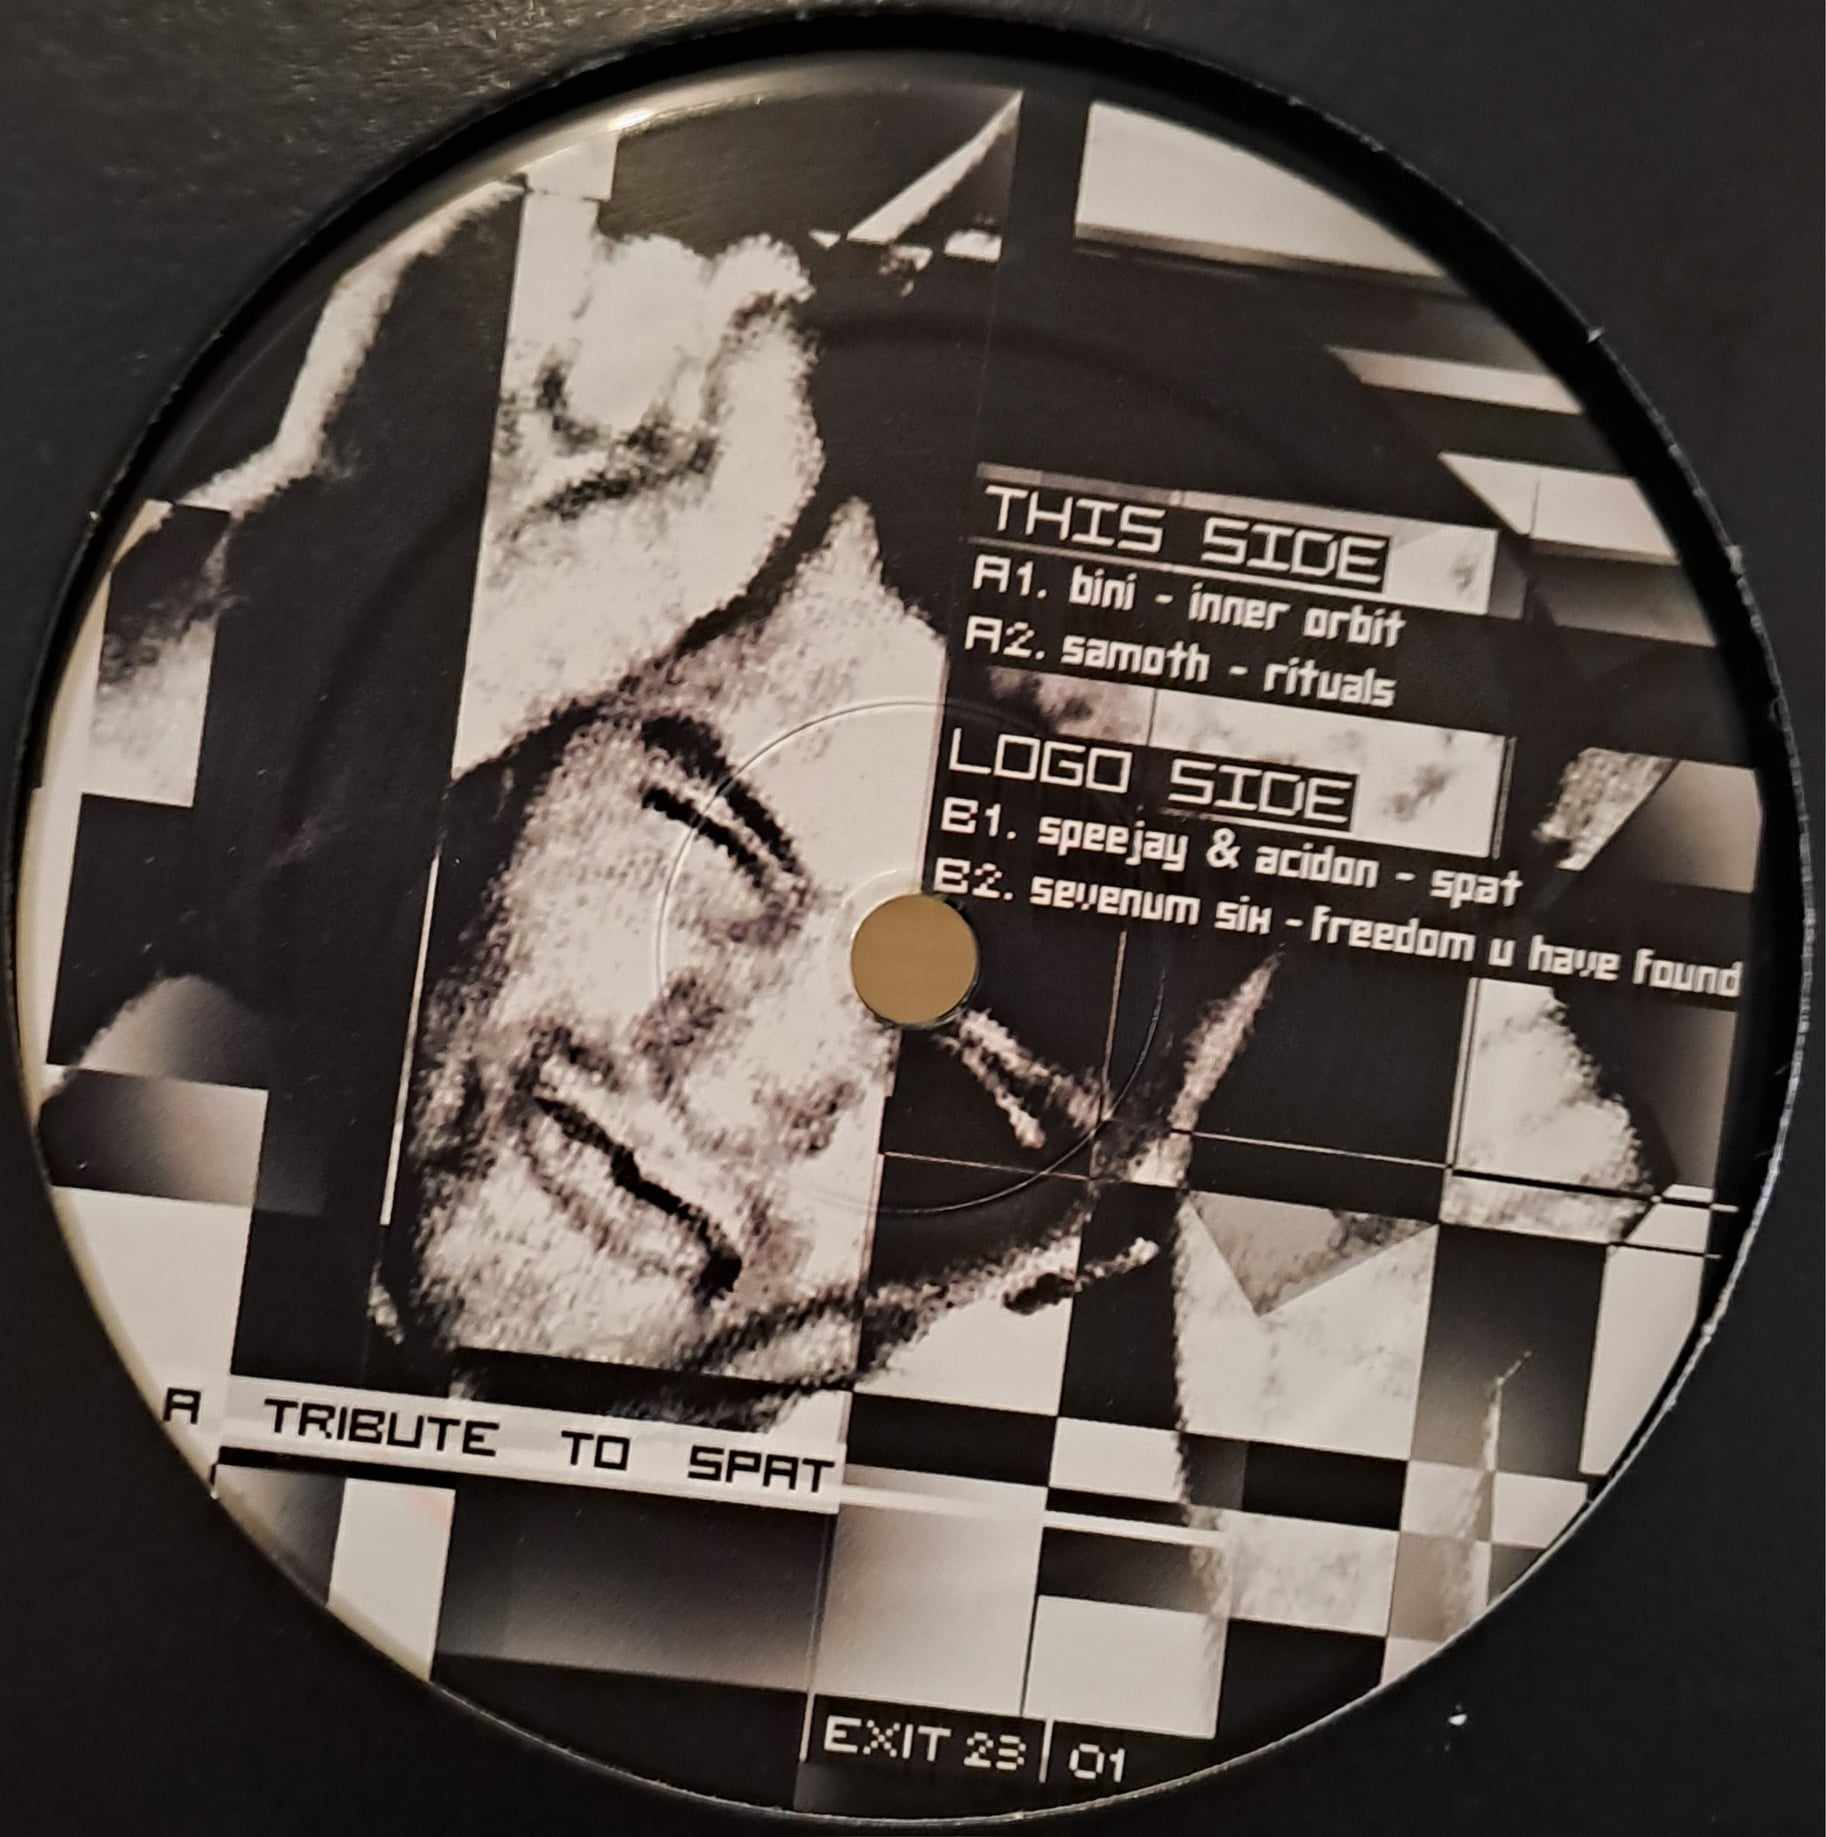 THIS SIDE
A1. bini - inner orbit
A2. samoth - rituals
LOGO SIDE
B1. speejay & acidon - spat
B2. sevenum six - freedom u have found
A TRIBUTE TO SPAT
EXIT 23 | 01